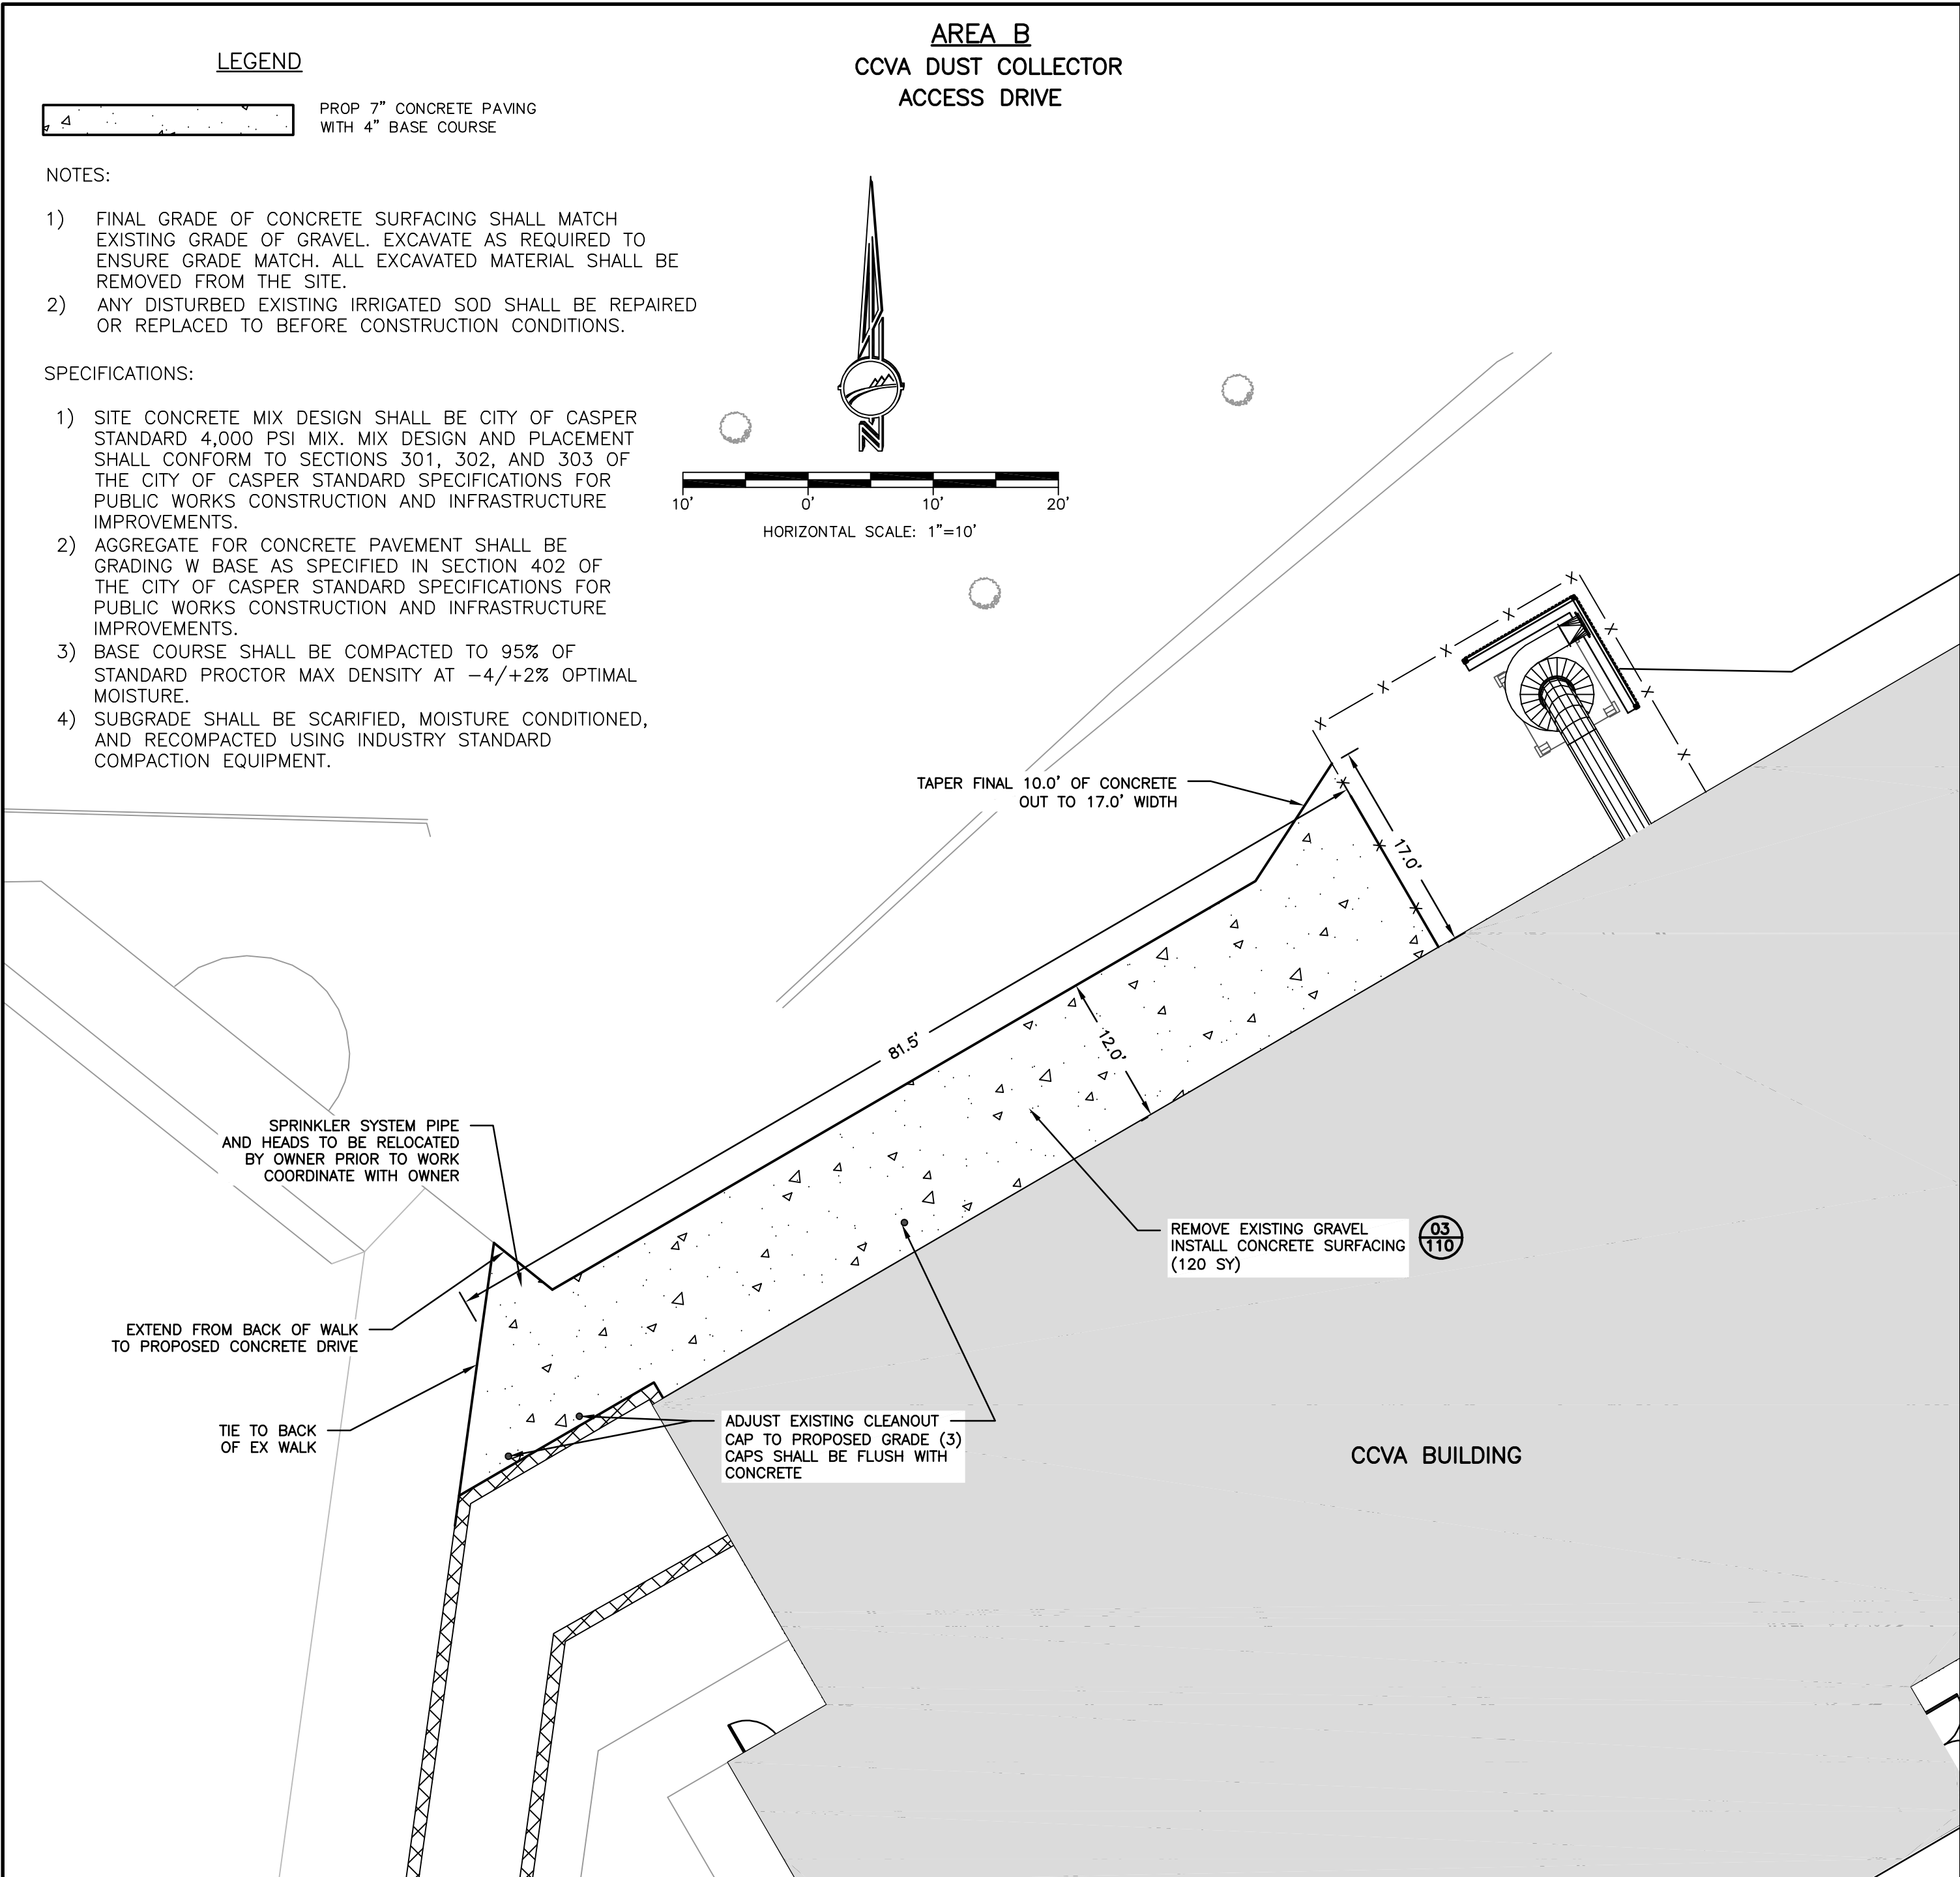 AREA B
CCVA DUST COLLECTOR
ACCESS DRIVE
LEGEND
PROP 7" CONCRETE PAVING
WITH 4" BASE COURSE
NOTES:
1) FINAL GRADE OF CONCRETE SURFACING SHALL MATCH
EXISTING GRADE OF GRAVEL. EXCAVATE AS REQUIRED TO
ENSURE GRADE MATCH. ALL EXCAVATED MATERIAL SHALL BE
REMOVED FROM THE SITE.
2) ANY DISTURBED EXISTING IRRIGATED SOD SHALL BE REPAIRED
OR REPLACED TO BEFORE CONSTRUCTION CONDITIONS.
SPECIFICATIONS:
1) SITE CONCRETE MIX DESIGN SHALL BE CITY OF CASPER
STANDARD 4,000 PSI MIX. MIX DESIGN AND PLACEMENT
SHALL CONFORM TO SECTIONS 301, 302, AND 303 OF
THE CITY OF CASPER STANDARD SPECIFICATIONS FOR
PUBLIC WORKS CONSTRUCTION AND INFRASTRUCTURE
IMPROVEMENTS.
2) AGGREGATE FOR CONCRETE PAVEMENT SHALL BE
GRADING W BASE AS SPECIFIED IN SECTION 402 OF
THE CITY OF CASPER STANDARD SPECIFICATIONS FOR
PUBLIC WORKS CONSTRUCTION AND INFRASTRUCTURE
IMPROVEMENTS.
3) BASE COURSE SHALL BE COMPACTED TO 95% OF
STANDARD PROCTOR MAX DENSITY AT -4/+2% OPTIMAL
MOISTURE.
4) SUBGRADE SHALL BE SCARIFIED, MOISTURE CONDITIONED,
AND RECOMPACTED USING INDUSTRY STANDARD
COMPACTION EQUIPMENT.
N
10' 0' 10' 20'
HORIZONTAL SCALE: 1"=10'
TAPER FINAL 10.0' OF CONCRETE
OUT TO 17.0' WIDTH
17.0'
81.5'
12.0'
SPRINKLER SYSTEM PIPE
AND HEADS TO BE RELOCATED
BY OWNER PRIOR TO WORK
COORDINATE WITH OWNER
REMOVE EXISTING GRAVEL
INSTALL CONCRETE SURFACING
(120 SY)
03
110
EXTEND FROM BACK OF WALK
TO PROPOSED CONCRETE DRIVE
TIE TO BACK
OF EX WALK
ADJUST EXISTING CLEANOUT
CAP TO PROPOSED GRADE (3)
CAPS SHALL BE FLUSH WITH
CONCRETE
CCVA BUILDING